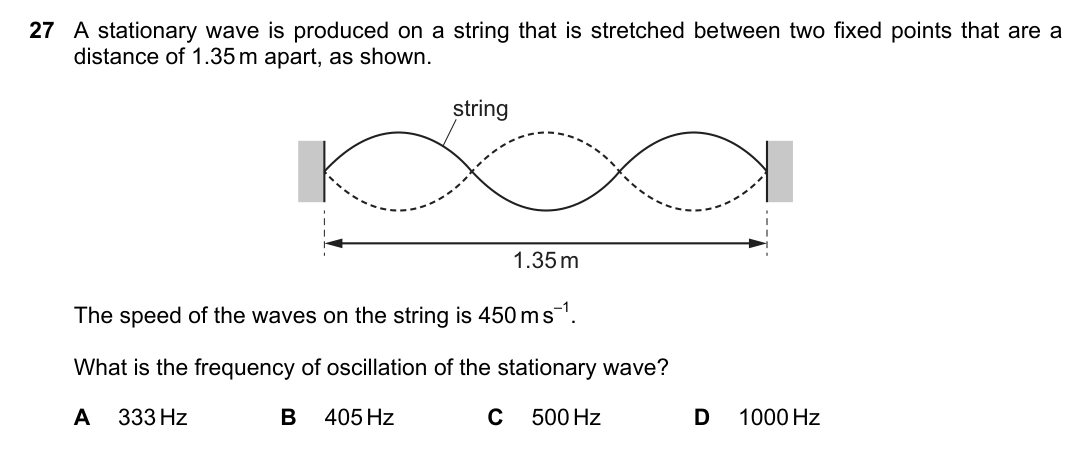 27 A stationary wave is produced on a string that is stretched between two fixed points that are a
distance of 1.35 m apart, as shown.
string
1.35 m
The speed of the waves on the string is 450 m s⁻¹.
What is the frequency of oscillation of the stationary wave?
A 333 Hz B 405 Hz C 500 Hz D 1000 Hz